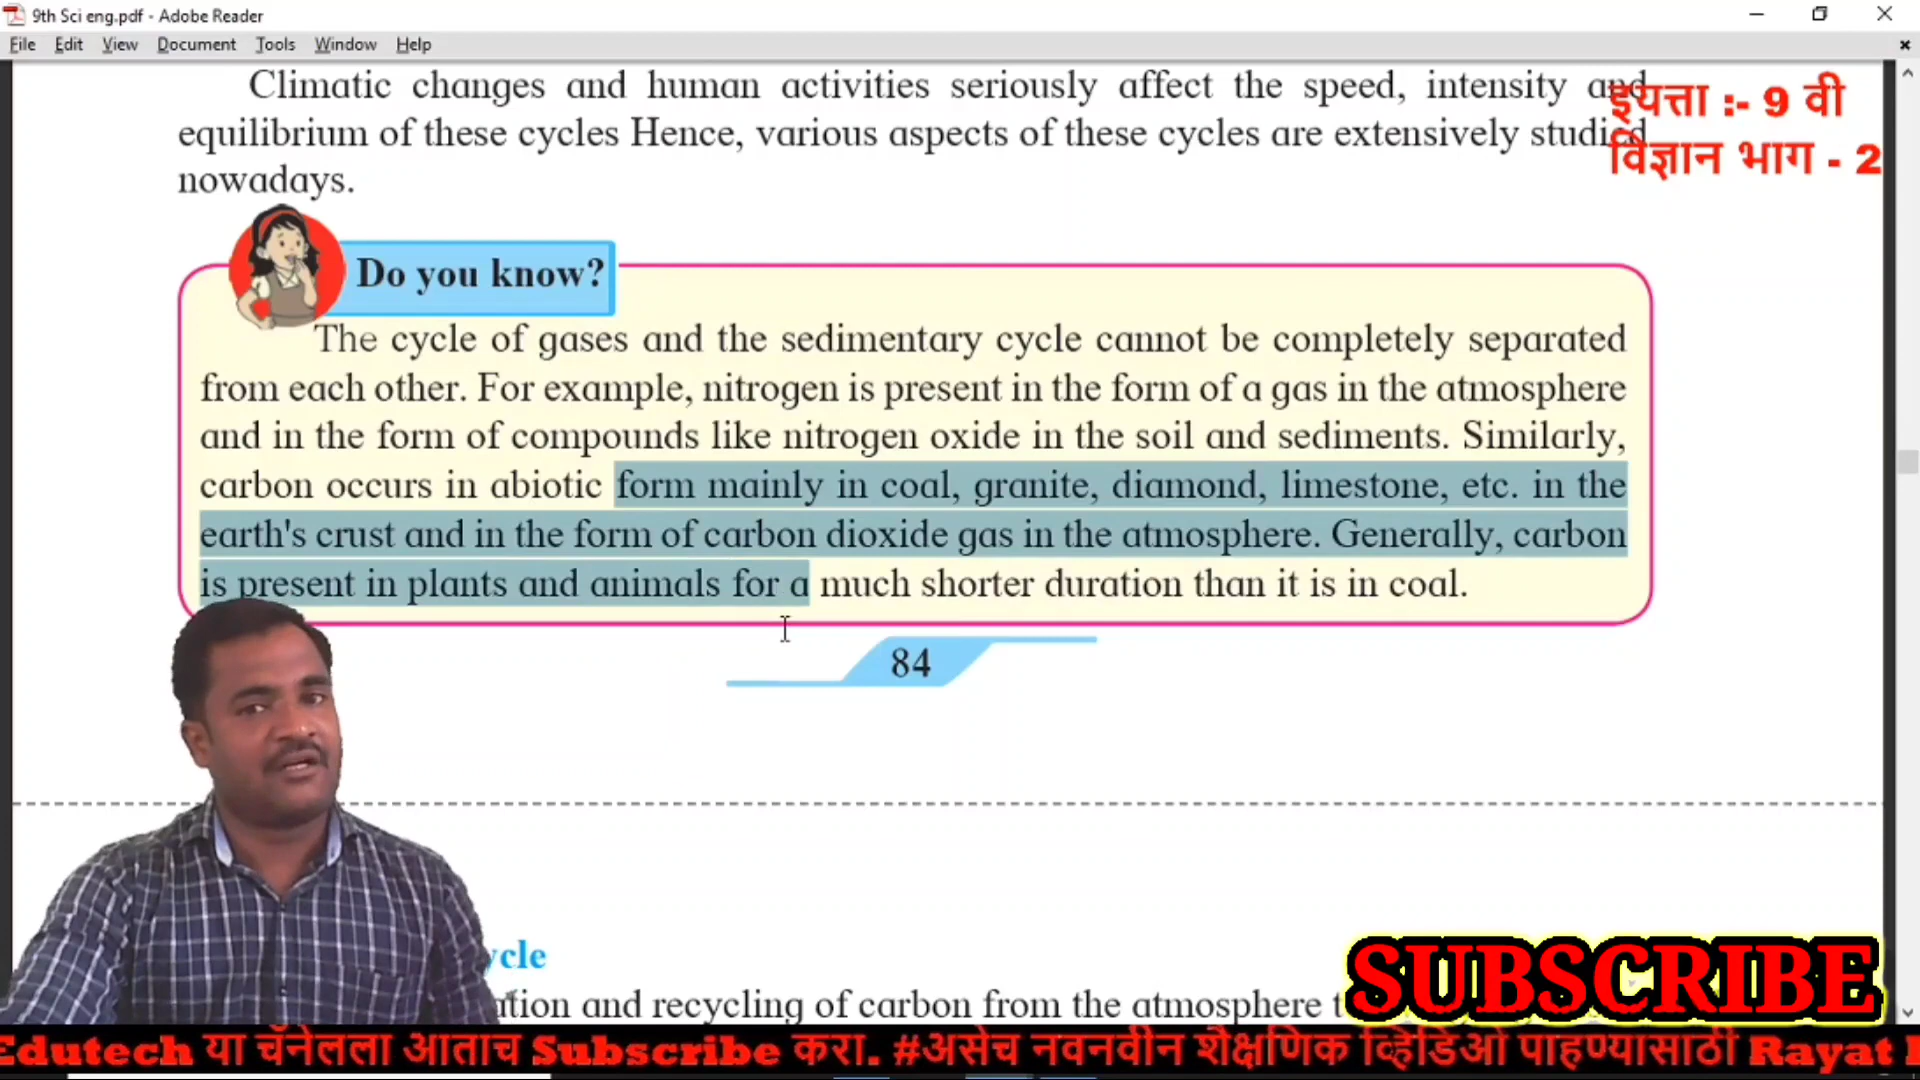 9th Sci eng.pdf - Adobe Reader
File Edit View Document Tools Window Help
Climatic changes and human activities seriously affect the speed, intensity and
equilibrium of these cycles Hence, various aspects of these cycles are extensively studied
nowadays.
इयत्ता :- 9 वी
विज्ञान भाग - 2
Do you know?
The cycle of gases and the sedimentary cycle cannot be completely separated
from each other. For example, nitrogen is present in the form of a gas in the atmosphere
and in the form of compounds like nitrogen oxide in the soil and sediments. Similarly,
carbon occurs in abiotic form mainly in coal, granite, diamond, limestone, etc. in the
earth's crust and in the form of carbon dioxide gas in the atmosphere. Generally, carbon
is present in plants and animals for a much shorter duration than it is in coal.
84
ycle
ation and recycling of carbon from the atmosphere
SUBSCRIBE
Edutech या चॅनेलला आताच Subscribe करा. #असेच नवनवीन शैक्षणिक व्हिडिओ पाहण्यासाठी Rayat